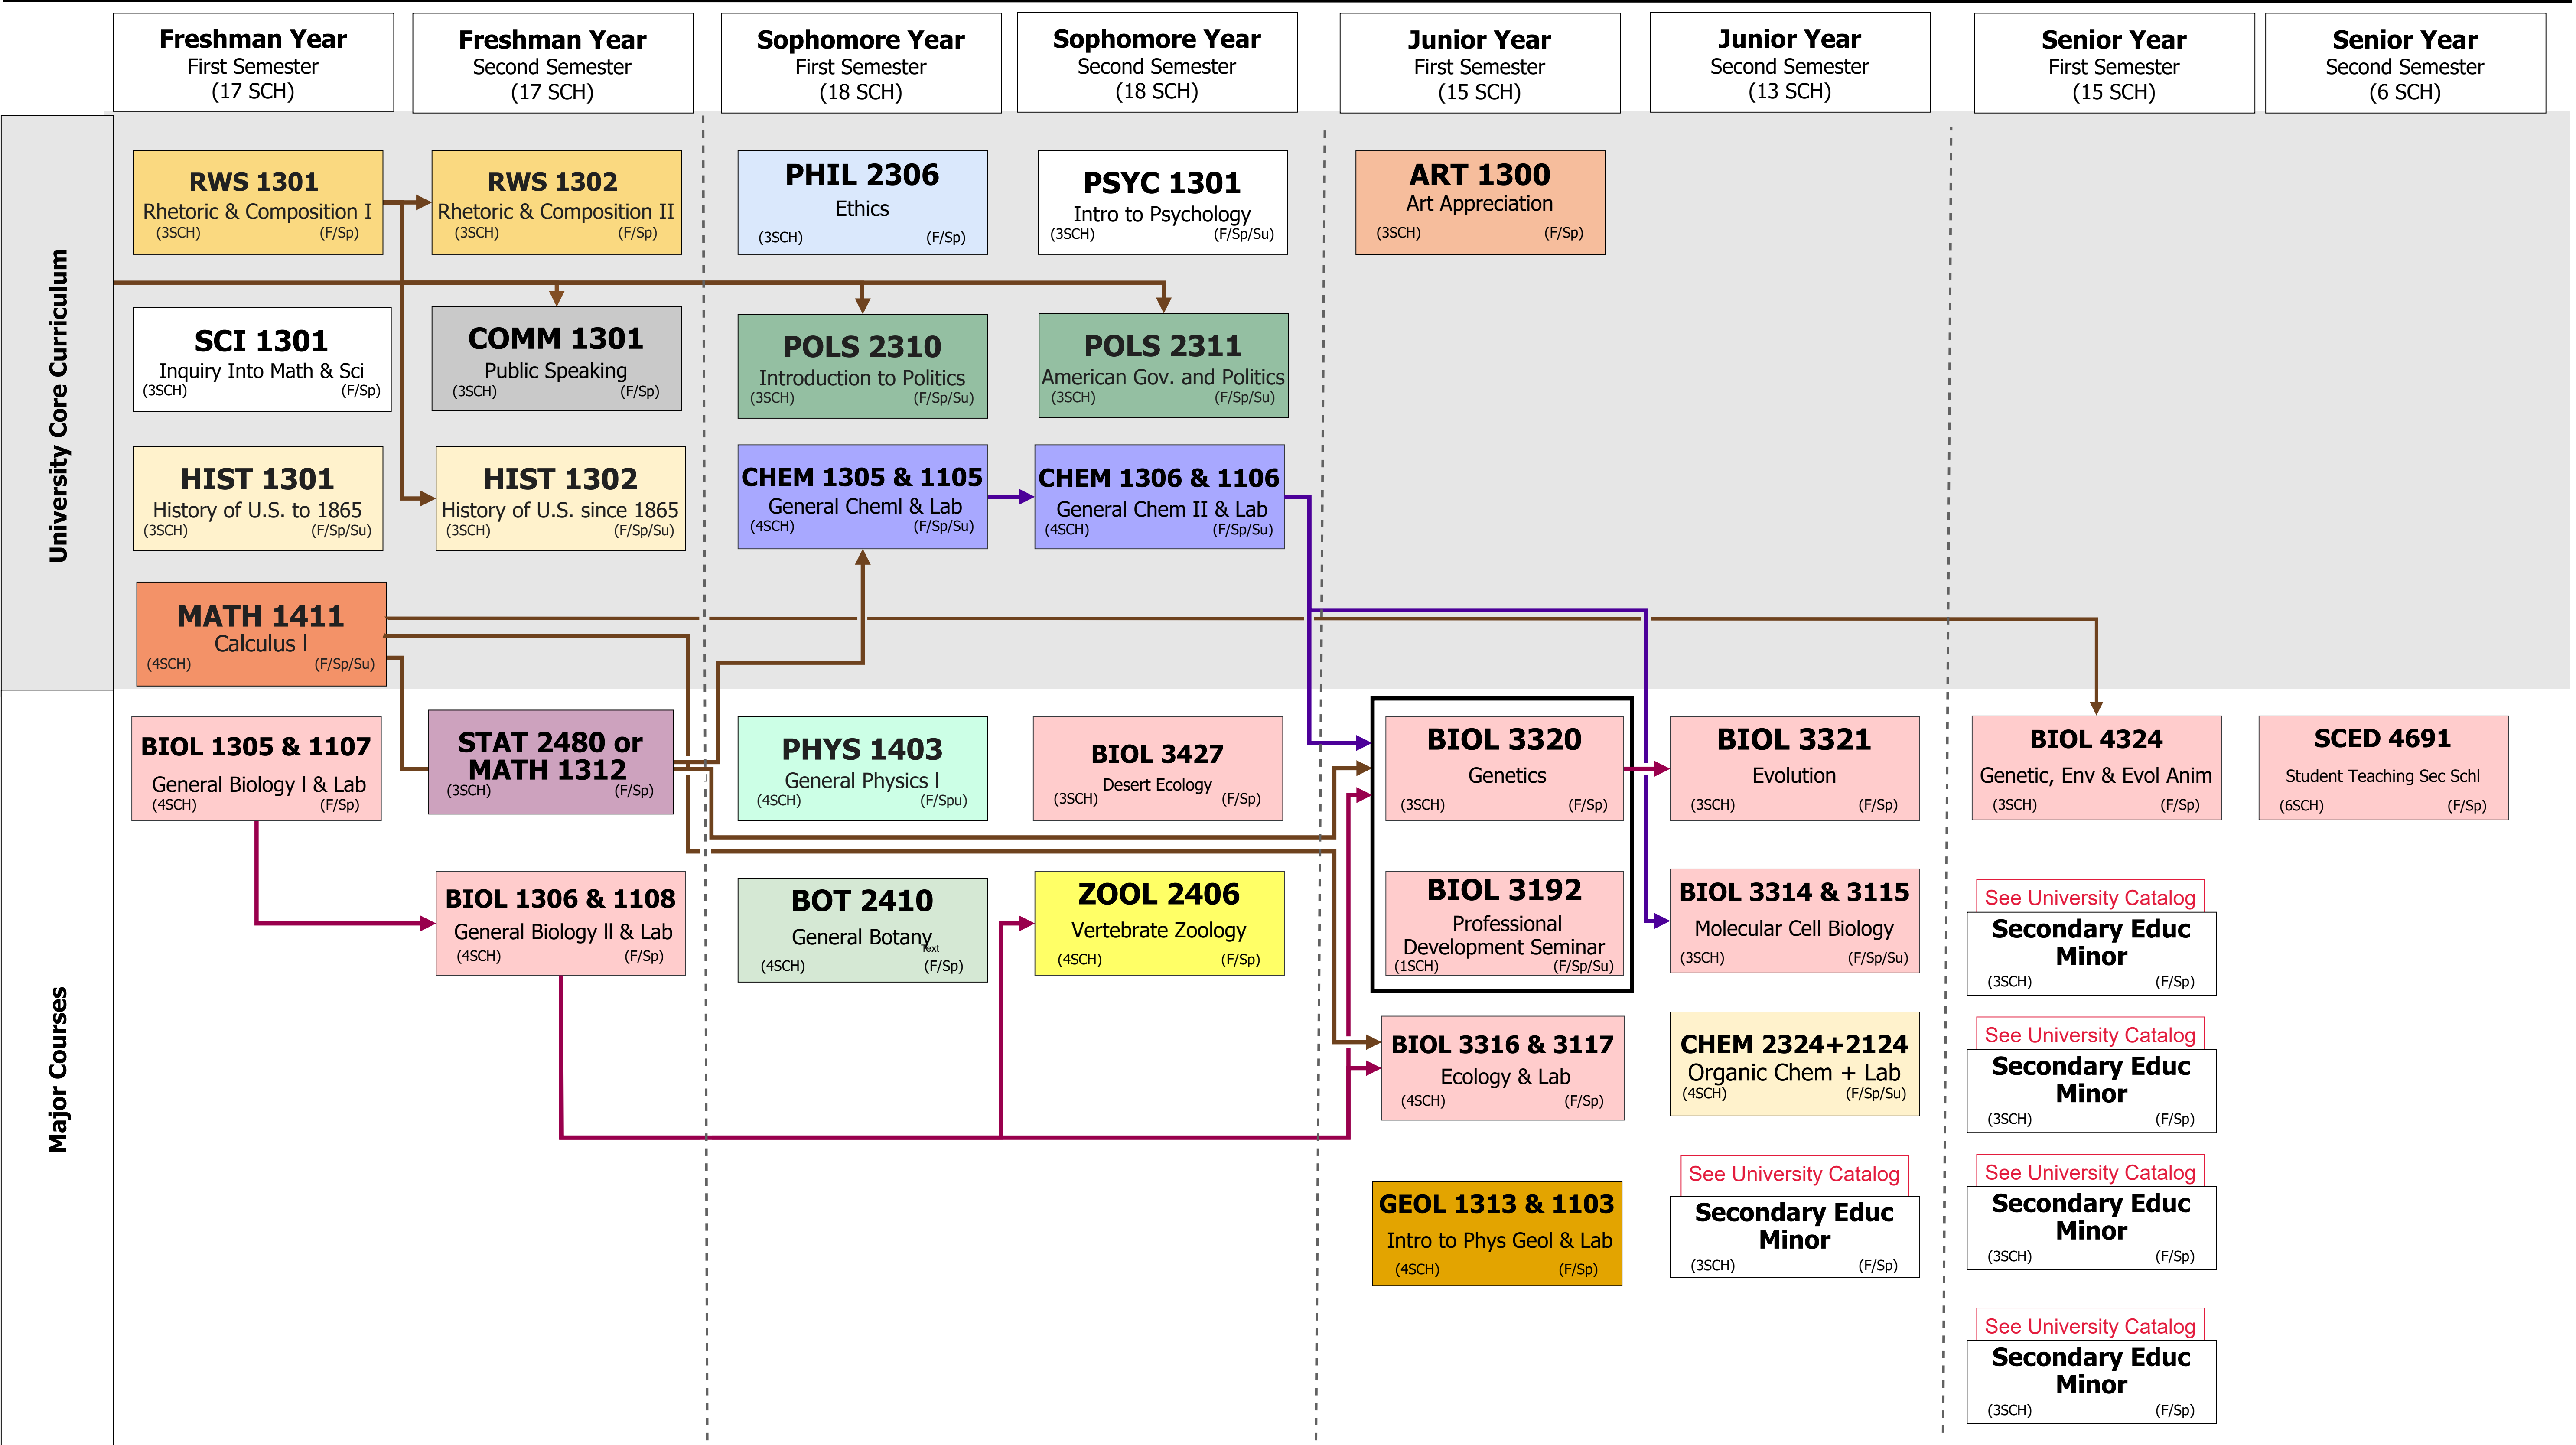 Freshman Year
First Semester
(17 SCH)
Freshman Year
Second Semester
(17 SCH)
Sophomore Year
First Semester
(18 SCH)
Sophomore Year
Second Semester
(18 SCH)
Junior Year
First Semester
(15 SCH)
Junior Year
Second Semester
(13 SCH)
Senior Year
First Semester
(15 SCH)
Senior Year
Second Semester
(6 SCH)
University Core Curriculum
RWS 1301
Rhetoric & Composition I
(3SCH) (F/Sp)
RWS 1302
Rhetoric & Composition II
(3SCH) (F/Sp)
PHIL 2306
Ethics
(3SCH) (F/Sp)
PSYC 1301
Intro to Psychology
(3SCH) (F/Sp/Su)
ART 1300
Art Appreciation
(3SCH) (F/Sp)
SCI 1301
Inquiry Into Math & Sci
(3SCH) (F/Sp)
COMM 1301
Public Speaking
(3SCH) (F/Sp)
POLS 2310
Introduction to Politics
(3SCH) (F/Sp/Su)
POLS 2311
American Gov. and Politics
(3SCH) (F/Sp/Su)
HIST 1301
History of U.S. to 1865
(3SCH) (F/Sp/Su)
HIST 1302
History of U.S. since 1865
(3SCH) (F/Sp/Su)
CHEM 1305 & 1105
General Cheml & Lab
(4SCH) (F/Sp/Su)
CHEM 1306 & 1106
General Chem II & Lab
(4SCH) (F/Sp/Su)
MATH 1411
Calculus l
(4SCH) (F/Sp/Su)
Major Courses
BIOL 1305 & 1107
General Biology l & Lab
(4SCH) (F/Sp)
STAT 2480 or
MATH 1312
(3SCH) (F/Sp)
PHYS 1403
General Physics l
(4SCH) (F/Spu)
BIOL 3427
Desert Ecology
(3SCH) (F/Sp)
BIOL 3320
Genetics
(3SCH) (F/Sp)
BIOL 3321
Evolution
(3SCH) (F/Sp)
BIOL 4324
Genetic, Env & Evol Anim
(3SCH) (F/Sp)
SCED 4691
Student Teaching Sec Schl
(6SCH) (F/Sp)
BIOL 1306 & 1108
General Biology ll & Lab
(4SCH) (F/Sp)
BOT 2410
General Botany
Text
(4SCH) (F/Sp)
ZOOL 2406
Vertebrate Zoology
(4SCH) (F/Sp)
BIOL 3192
Professional
Development Seminar
(1SCH) (F/Sp/Su)
BIOL 3314 & 3115
Molecular Cell Biology
(3SCH) (F/Sp/Su)
See University Catalog
Secondary Educ
Minor
(3SCH) (F/Sp)
BIOL 3316 & 3117
Ecology & Lab
(4SCH) (F/Sp)
CHEM 2324+2124
Organic Chem + Lab
(4SCH) (F/Sp/Su)
See University Catalog
Secondary Educ
Minor
(3SCH) (F/Sp)
GEOL 1313 & 1103
Intro to Phys Geol & Lab
(4SCH) (F/Sp)
See University Catalog
Secondary Educ
Minor
(3SCH) (F/Sp)
See University Catalog
Secondary Educ
Minor
(3SCH) (F/Sp)
See University Catalog
Secondary Educ
Minor
(3SCH) (F/Sp)